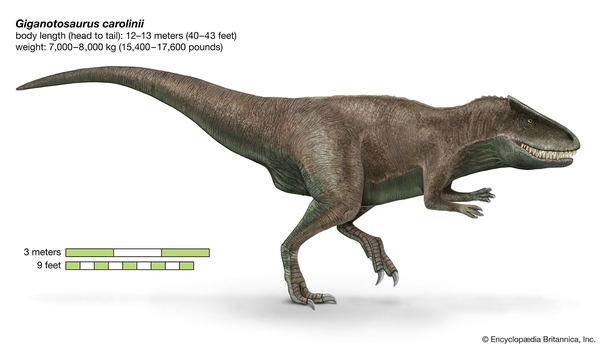 Giganotosaurus carolinii
body length (head to tail): 12–13 meters (40–43 feet)
weight: 7,000–8,000 kg (15,400–17,600 pounds)
3 meters
9 feet
© Encyclopædia Britannica, Inc.